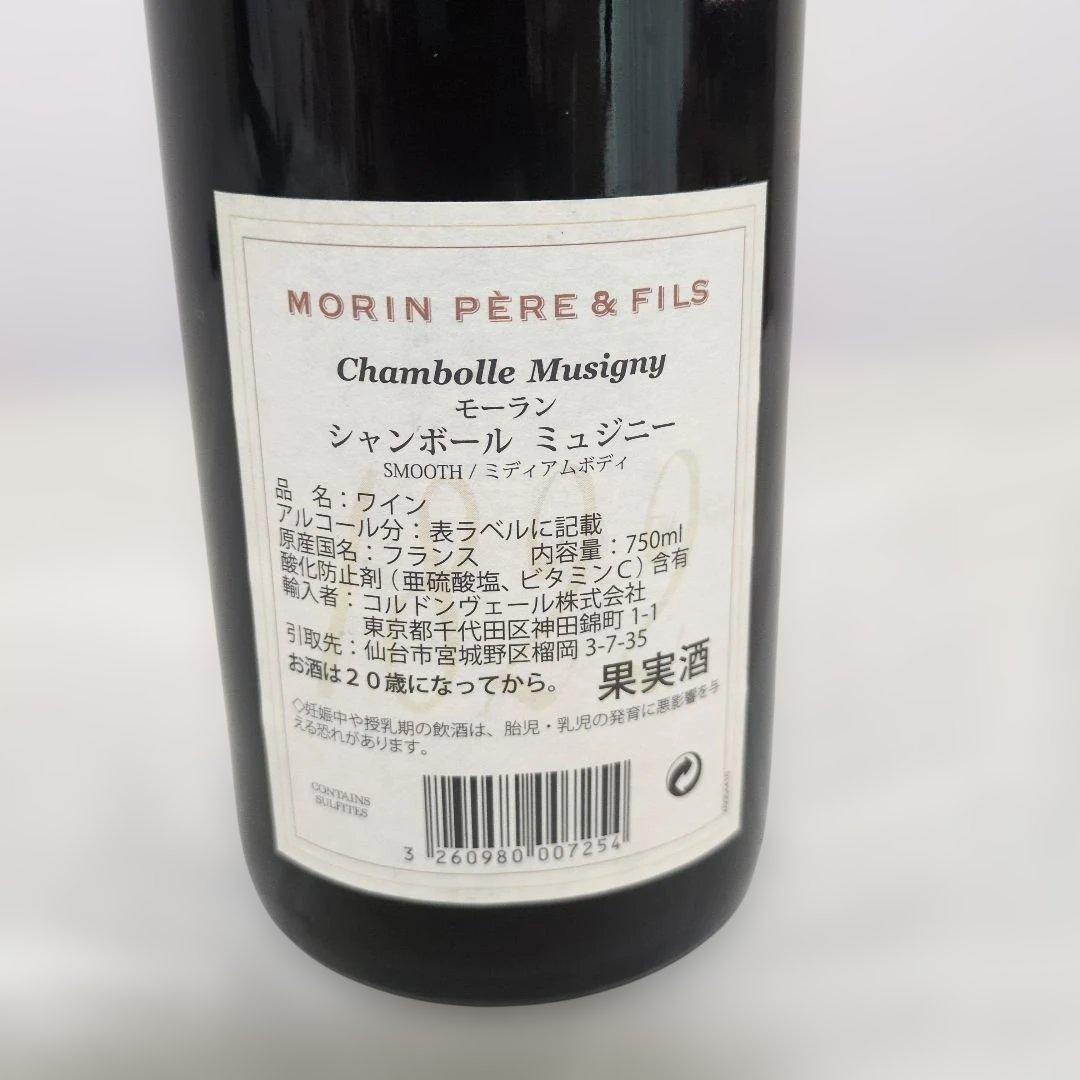 MORIN PÈRE & FILS
Chambolle Musigny
モーラン
シャンボール ミュジニー
SMOOTH / ミディアムボディ
品 名：ワイン
アルコール分：表ラベルに記載
原産国名：フランス 内容量：750ml
酸化防止剤（亜硫酸塩、ビタミンC）含有
輸入者：コルドンヴェール株式会社
東京都千代田区神田錦町 1-1
引取先：仙台市宮城野区榴岡 3-7-35
お酒は２０歳になってから。 果実酒
◇妊娠中や授乳期の飲酒は、胎児・乳児の発育に悪影響を与
える恐れがあります。
CONTAINS
SULFITES
3 260980 007254